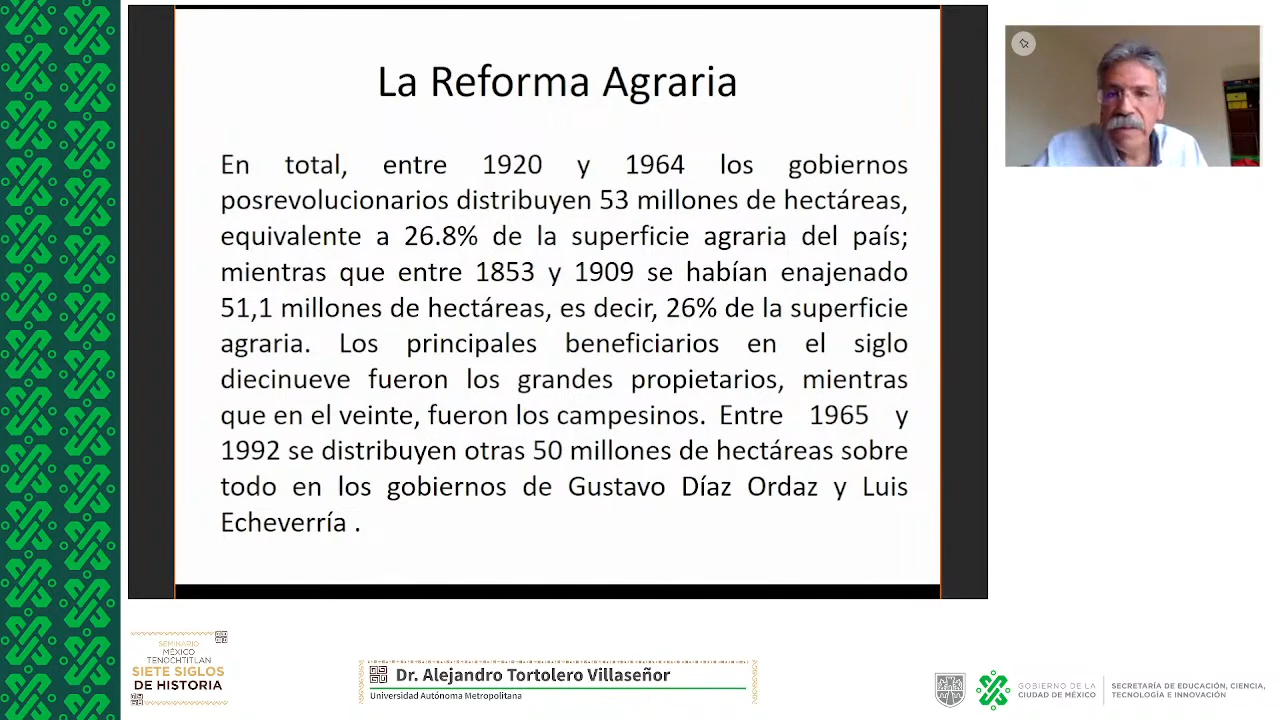 La Reforma Agraria
En total, entre 1920 y 1964 los gobiernos
posrevolucionarios distribuyen 53 millones de hectáreas,
equivalente a 26.8% de la superficie agraria del país;
mientras que entre 1853 y 1909 se habían enajenado
51,1 millones de hectáreas, es decir, 26% de la superficie
agraria. Los principales beneficiarios en el siglo
diecinueve fueron los grandes propietarios, mientras
que en el veinte, fueron los campesinos. Entre 1965 y
1992 se distribuyen otras 50 millones de hectáreas sobre
todo en los gobiernos de Gustavo Díaz Ordaz y Luis
Echeverría .
SEMINARIO
MÉXICO
TENOCHTITLAN
SIETE SIGLOS
DE HISTORIA
Dr. Alejandro Tortolero Villaseñor
Universidad Autónoma Metropolitana
GOBIERNO DE LA
CIUDAD DE MÉXICO
SECRETARÍA DE EDUCACIÓN, CIENCIA,
TECNOLOGÍA E INNOVACIÓN